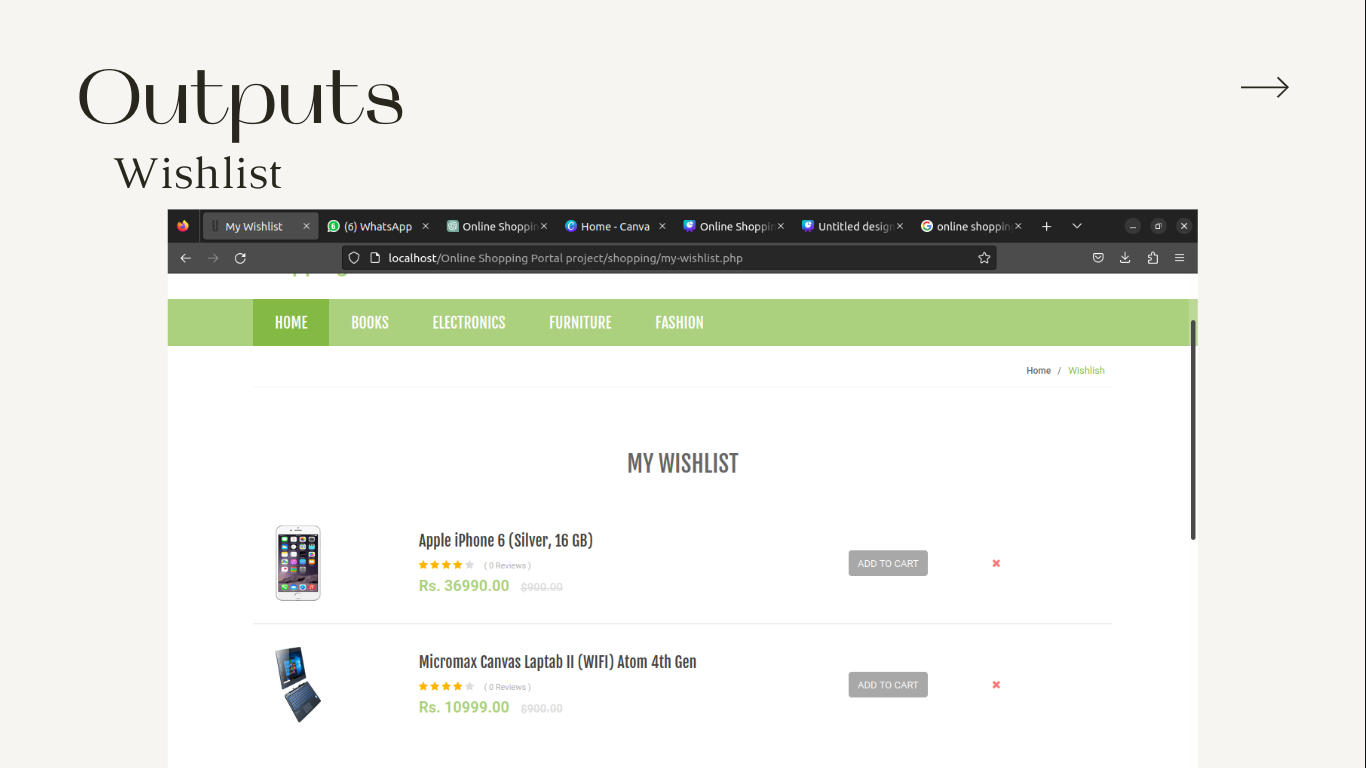 Outputs
Wishlist
My Wishlist (6) WhatsApp Online Shoppin Home - Canva Online Shoppin Untitled design online shopping
localhost/Online Shopping Portal project/shopping/my-wishlist.php
HOME BOOKS ELECTRONICS FURNITURE FASHION
Home / Wishlish
MY WISHLIST
Apple iPhone 6 (Silver, 16 GB)
( 0 Reviews )
ADD TO CART
Rs. 36990.00 $900.00
Micromax Canvas Laptab II (WIFI) Atom 4th Gen
( 0 Reviews )
ADD TO CART
Rs. 10999.00 $900.00